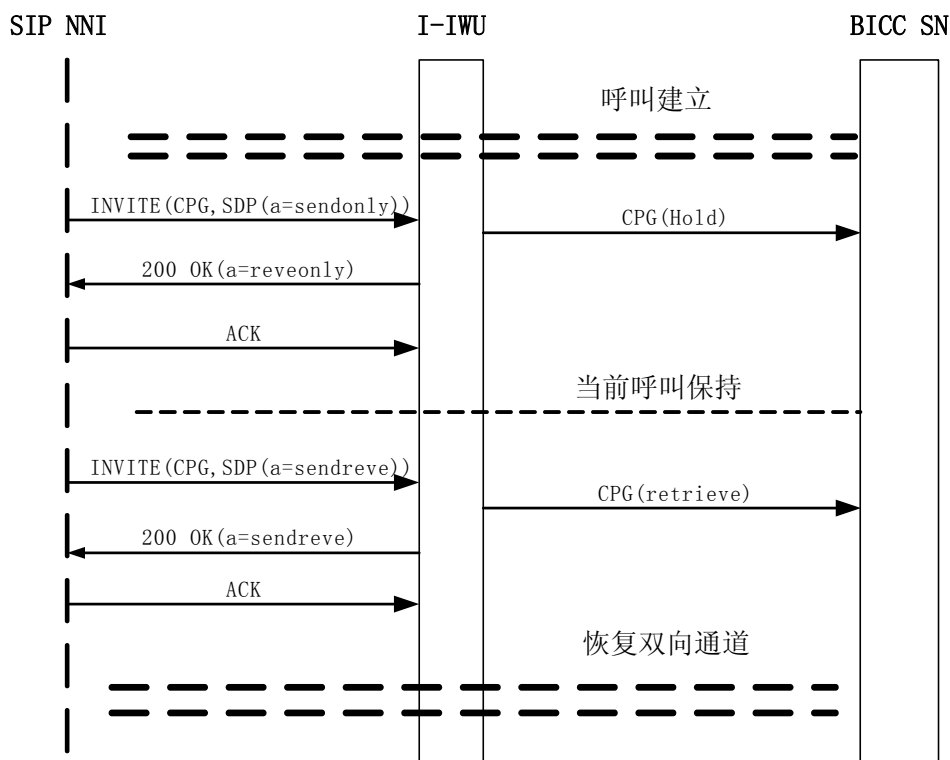 SIP NNI
I-IWU
BICC SN
呼叫建立
INVITE(CPG,SDP(a=sendonly))
CPG(Hold)
200 OK(a=reveonly)
ACK
当前呼叫保持
INVITE(CPG,SDP(a=sendreve))
CPG(retrieve)
200 OK(a=sendreve)
ACK
恢复双向通道